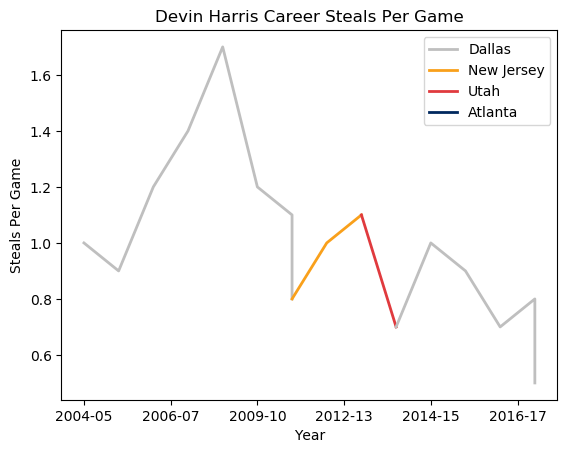 Devin Harris Career Steals Per Game
Dallas
New Jersey
Utah
Atlanta
Steals Per Game
1.6
1.4
1.2
1.0
0.8
0.6
2004-05 2006-07 2009-10 2012-13 2014-15 2016-17
Year